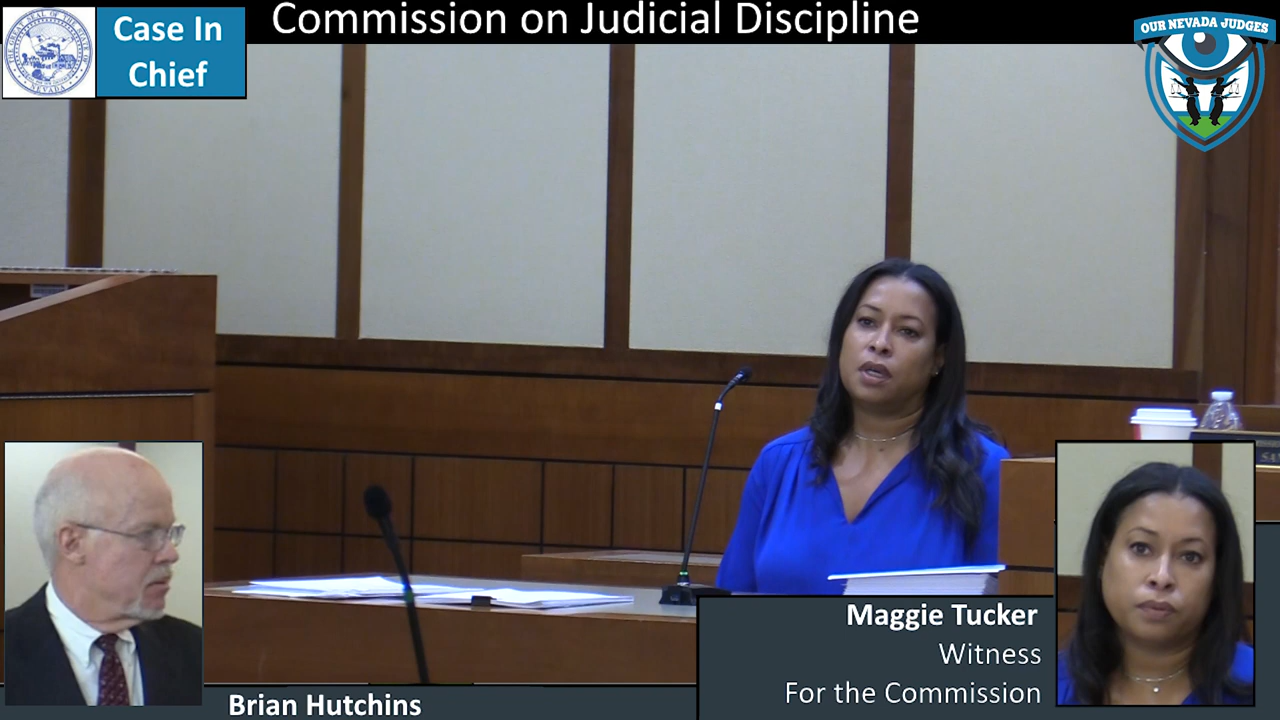 Commission on Judicial Discipline
Case In
Chief
OUR NEVADA JUDGES
Maggie Tucker
Witness
For the Commission
Brian Hutchins